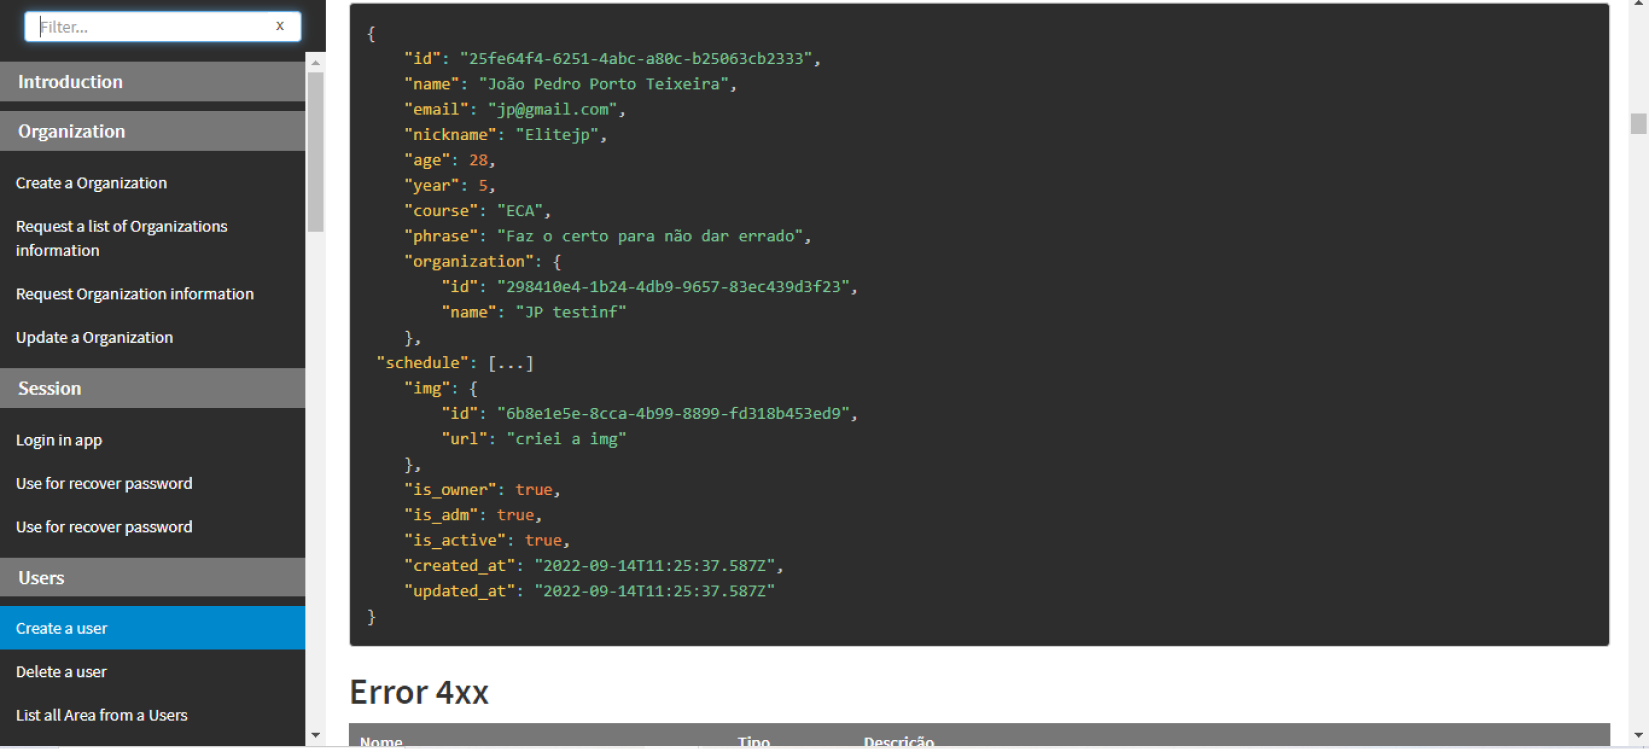 Filter...
x
Introduction
Organization
Create a Organization
Request a list of Organizations
information
Request Organization information
Update a Organization
Session
Login in app
Use for recover password
Use for recover password
Users
Create a user
Delete a user
List all Area from a Users
{
"id": "25fe64f4-6251-4abc-a80c-b25063cb2333",
"name": "João Pedro Porto Teixeira",
"email": "jp@gmail.com",
"nickname": "Elitejp",
"age": 28,
"year": 5,
"course": "ECA",
"phrase": "Faz o certo para não dar errado",
"organization": {
"id": "298410e4-1b24-4db9-9657-83ec439d3f23",
"name": "JP testinf"
},
"schedule": [...]
"img": {
"id": "6b8e1e5e-8cca-4b99-8899-fd318b453ed9",
"url": "criei a img"
},
"is_owner": true,
"is_adm": true,
"is_active": true,
"created_at": "2022-09-14T11:25:37.587Z",
"updated_at": "2022-09-14T11:25:37.587Z"
}
Error 4xx
Nome Tipo Descrição